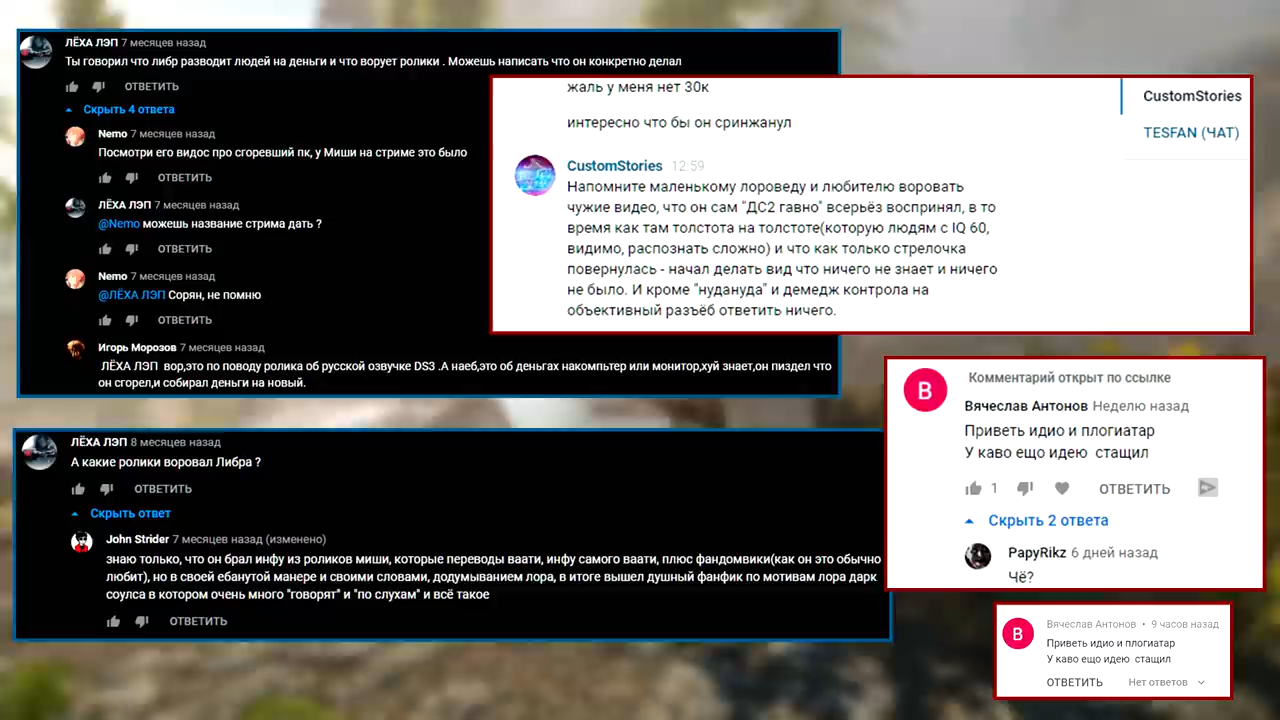 ЛЁХА ЛЭП 7 месяцев назад
Ты говорил что либр разводит людей на деньги и что ворует ролики . Можешь написать что он конкретно делал
ОТВЕТИТЬ
Скрыть 4 ответа
Nemo 7 месяцев назад
Посмотри его видос про сгоревший пк, у Миши на стриме это было
ОТВЕТИТЬ
ЛЁХА ЛЭП 7 месяцев назад
@Nemo можешь название стрима дать ?
ОТВЕТИТЬ
Nemo 7 месяцев назад
@ЛЁХА ЛЭП Сорян, не помню
ОТВЕТИТЬ
Игорь Морозов 7 месяцев назад
ЛЁХА ЛЭП вор,это по поводу ролика об русской озвучке DS3 .А наеб,это об деньгах накомпьтер или монитор,хуй знает,он пиздел что
он сгорел,и собирал деньги на новый.
жаль у меня нет 30к
интересно что бы он сринжанул
CustomStories 12:59
Напомните маленькому лороведу и любителю воровать
чужие видео, что он сам "ДС2 гавно" всерьёз воспринял, в то
время как там толстота на толстоте(которую людям с IQ 60,
видимо, распознать сложно) и что как только стрелочка
повернулась - начал делать вид что ничего не знает и ничего
не было. И кроме "нудануда" и демедж контрола на
объективный разъёб ответить ничего.
CustomStories
TESFAN (ЧАТ)
ЛЁХА ЛЭП 8 месяцев назад
А какие ролики воровал Либра ?
ОТВЕТИТЬ
Скрыть ответ
John Strider 7 месяцев назад (изменено)
знаю только, что он брал инфу из роликов миши, которые переводы ваати, инфу самого ваати, плюс фандомвики(как он это обычно
любит), но в своей ебанутой манере и своими словами, додумыванием лора, в итоге вышел душный фанфик по мотивам лора дарк
соулса в котором очень много "говорят" и "по слухам" и всё такое
ОТВЕТИТЬ
В
Комментарий открыт по ссылке
Вячеслав Антонов Неделю назад
Приветь идио и плогиатар
У каво ещо идею стащил
1
ОТВЕТИТЬ
Скрыть 2 ответа
PapyRikz 6 дней назад
Чё?
В
Вячеслав Антонов • 9 часов назад
Приветь идио и плогиатар
У каво ещо идею стащил
ОТВЕТИТЬ Нет ответов